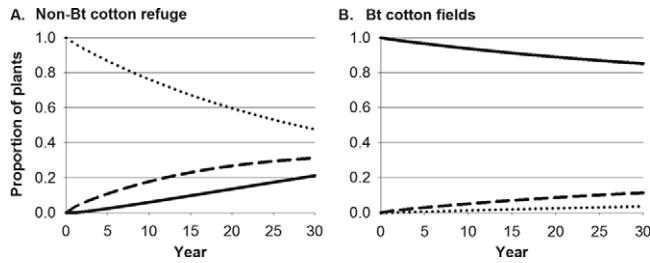 A. Non-Bt cotton refuge
1.0
0.8
0.6
0.4
0.2
0.0
0 5 10 15 20 25 30
Year
Proportion of plants
B. Bt cotton fields
1.0
0.8
0.6
0.4
0.2
0.0
0 5 10 15 20 25 30
Year